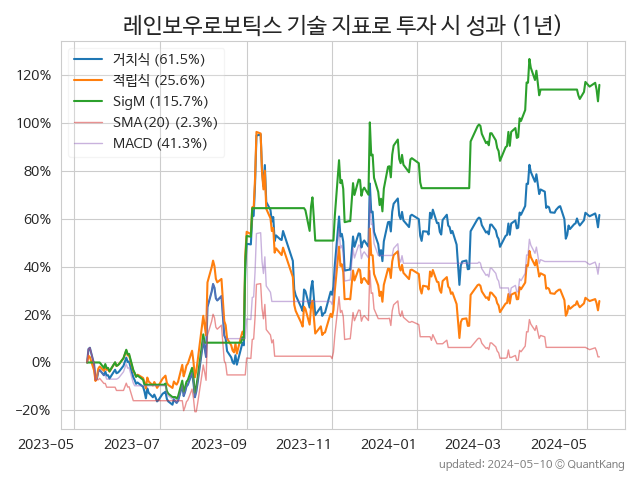 레인보우로보틱스 기술 지표로 투자 시 성과 (1년)
거치식 (61.5%)
적립식 (25.6%)
SigM (115.7%)
SMA(20) (2.3%)
MACD (41.3%)
120%
100%
80%
60%
40%
20%
0%
−20%
2023-05 2023-07 2023-09 2023-11 2024-01 2024-03 2024-05
updated: 2024-05-10 © QuantKang